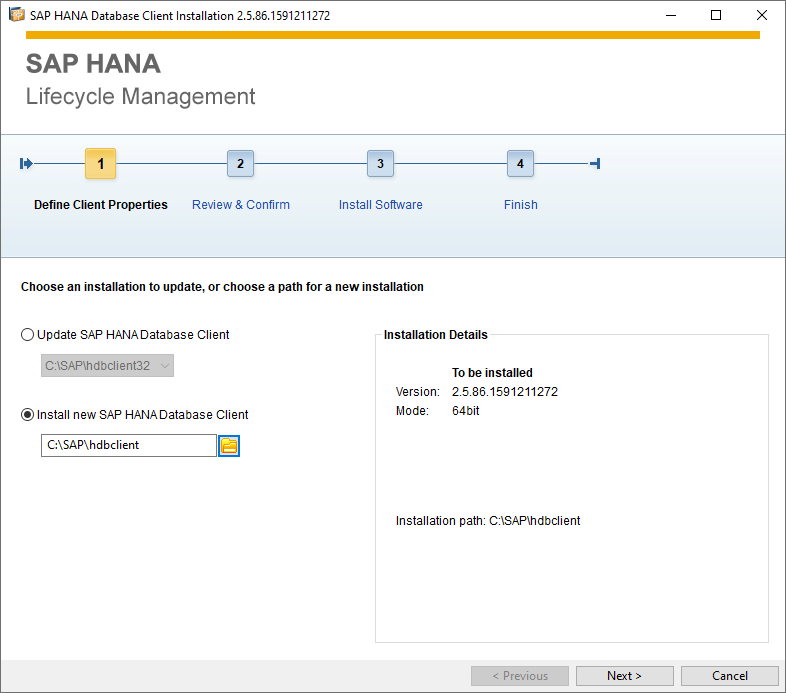 SAP HANA Database Client Installation 2.5.86.1591211272
SAP HANA
Lifecycle Management
1 2 3 4
Define Client Properties Review & Confirm Install Software Finish
Choose an installation to update, or choose a path for a new installation
Update SAP HANA Database Client
C:\SAP\hdbclient32
Install new SAP HANA Database Client
C:\SAP\hdbclient
Installation Details
To be installed
Version: 2.5.86.1591211272
Mode: 64bit
Installation path: C:\SAP\hdbclient
< Previous Next > Cancel